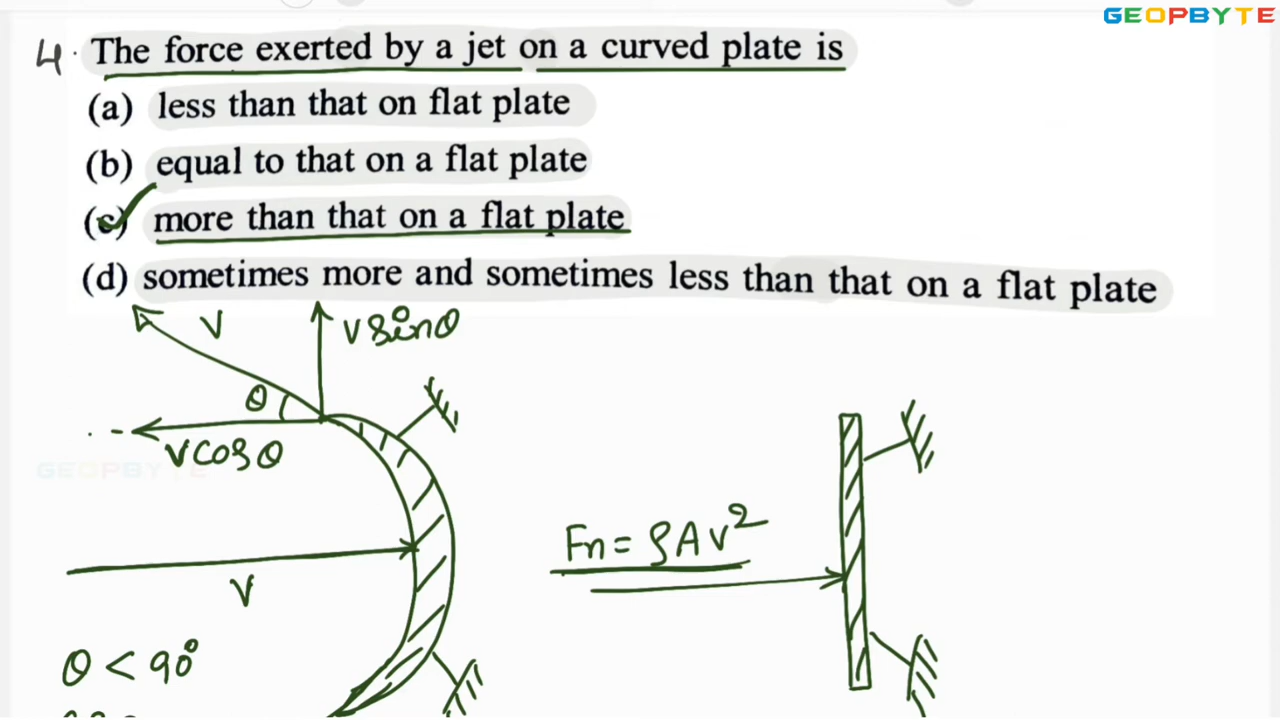 GEOPBYTE
4. The force exerted by a jet on a curved plate is
(a) less than that on flat plate
(b) equal to that on a flat plate
(c) more than that on a flat plate
(d) sometimes more and sometimes less than that on a flat plate
V
V sinθ
θ
V cosθ
GEOPBYTE
Fn = ρAV²
V
θ < 90°